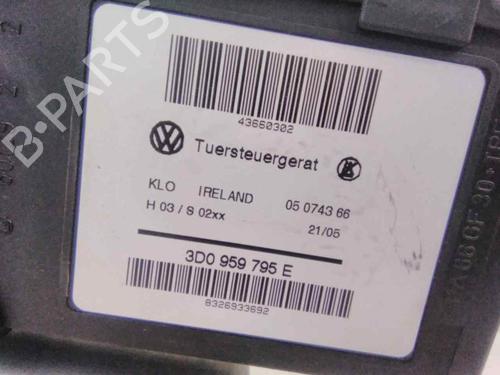 43660302
Tuersteuergerat
KLO IRELAND 05 0743 66
H 03 / S 02xx 21/05
3D0 959 795 E
8326933692
B-PARTS